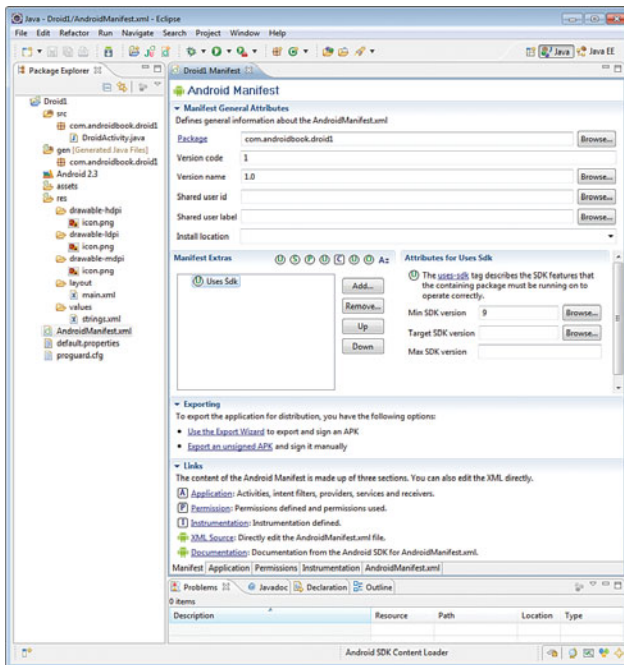 Java - Droid1/AndroidManifest.xml - Eclipse
File Edit Refactor Run Navigate Search Project Window Help
Java Java EE
Package Explorer
Droid1
src
com.androidbook.droid1
DroidActivity.java
gen [Generated Java Files]
com.androidbook.droid1
Android 2.3
assets
res
drawable-hdpi
icon.png
drawable-ldpi
icon.png
drawable-mdpi
icon.png
layout
main.xml
values
strings.xml
AndroidManifest.xml
default.properties
proguard.cfg
Droid1 Manifest
Android Manifest
Manifest General Attributes
Defines general information about the AndroidManifest.xml
Package com.androidbook.droid1 Browse...
Version code 1
Version name 1.0 Browse...
Shared user id Browse...
Shared user label Browse...
Install location
Manifest Extras U S P U C U U Az
U Uses Sdk
Add...
Remove...
Up
Down
Attributes for Uses Sdk
U The uses-sdk tag describes the SDK features that
the containing package must be running on to
operate correctly.
Min SDK version 9 Browse...
Target SDK version Browse...
Max SDK version
Exporting
To export the application for distribution, you have the following options:
• Use the Export Wizard to export and sign an APK
• Export an unsigned APK and sign it manually
Links
The content of the Android Manifest is made up of three sections. You can also edit the XML directly.
A Application: Activities, intent filters, providers, services and receivers.
P Permission: Permissions defined and permissions used.
I Instrumentation: Instrumentation defined.
XML Source: Directly edit the AndroidManifest.xml file.
Documentation: Documentation from the Android SDK for AndroidManifest.xml.
Manifest Application Permissions Instrumentation AndroidManifest.xml
Problems Javadoc Declaration Outline
0 items
Description Resource Path Location Type
Android SDK Content Loader